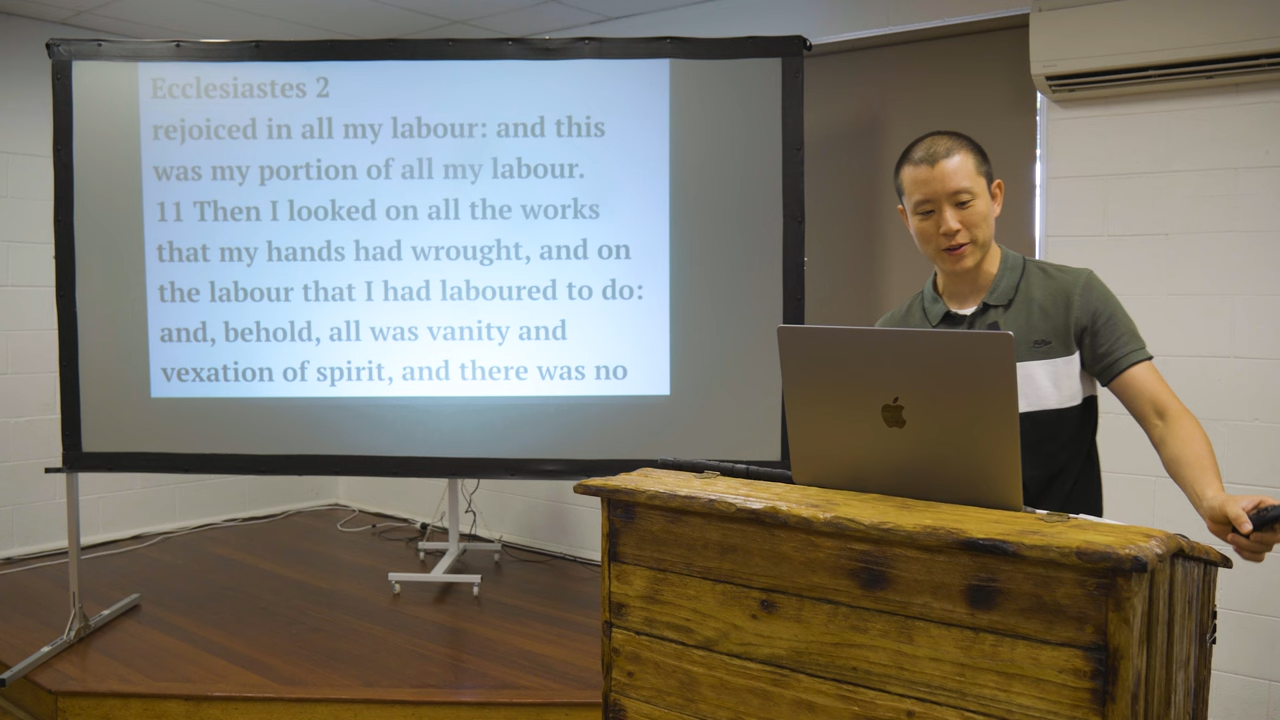 Ecclesiastes 2
rejoiced in all my labour: and this
was my portion of all my labour.
11 Then I looked on all the works
that my hands had wrought, and on
the labour that I had laboured to do:
and, behold, all was vanity and
vexation of spirit, and there was no